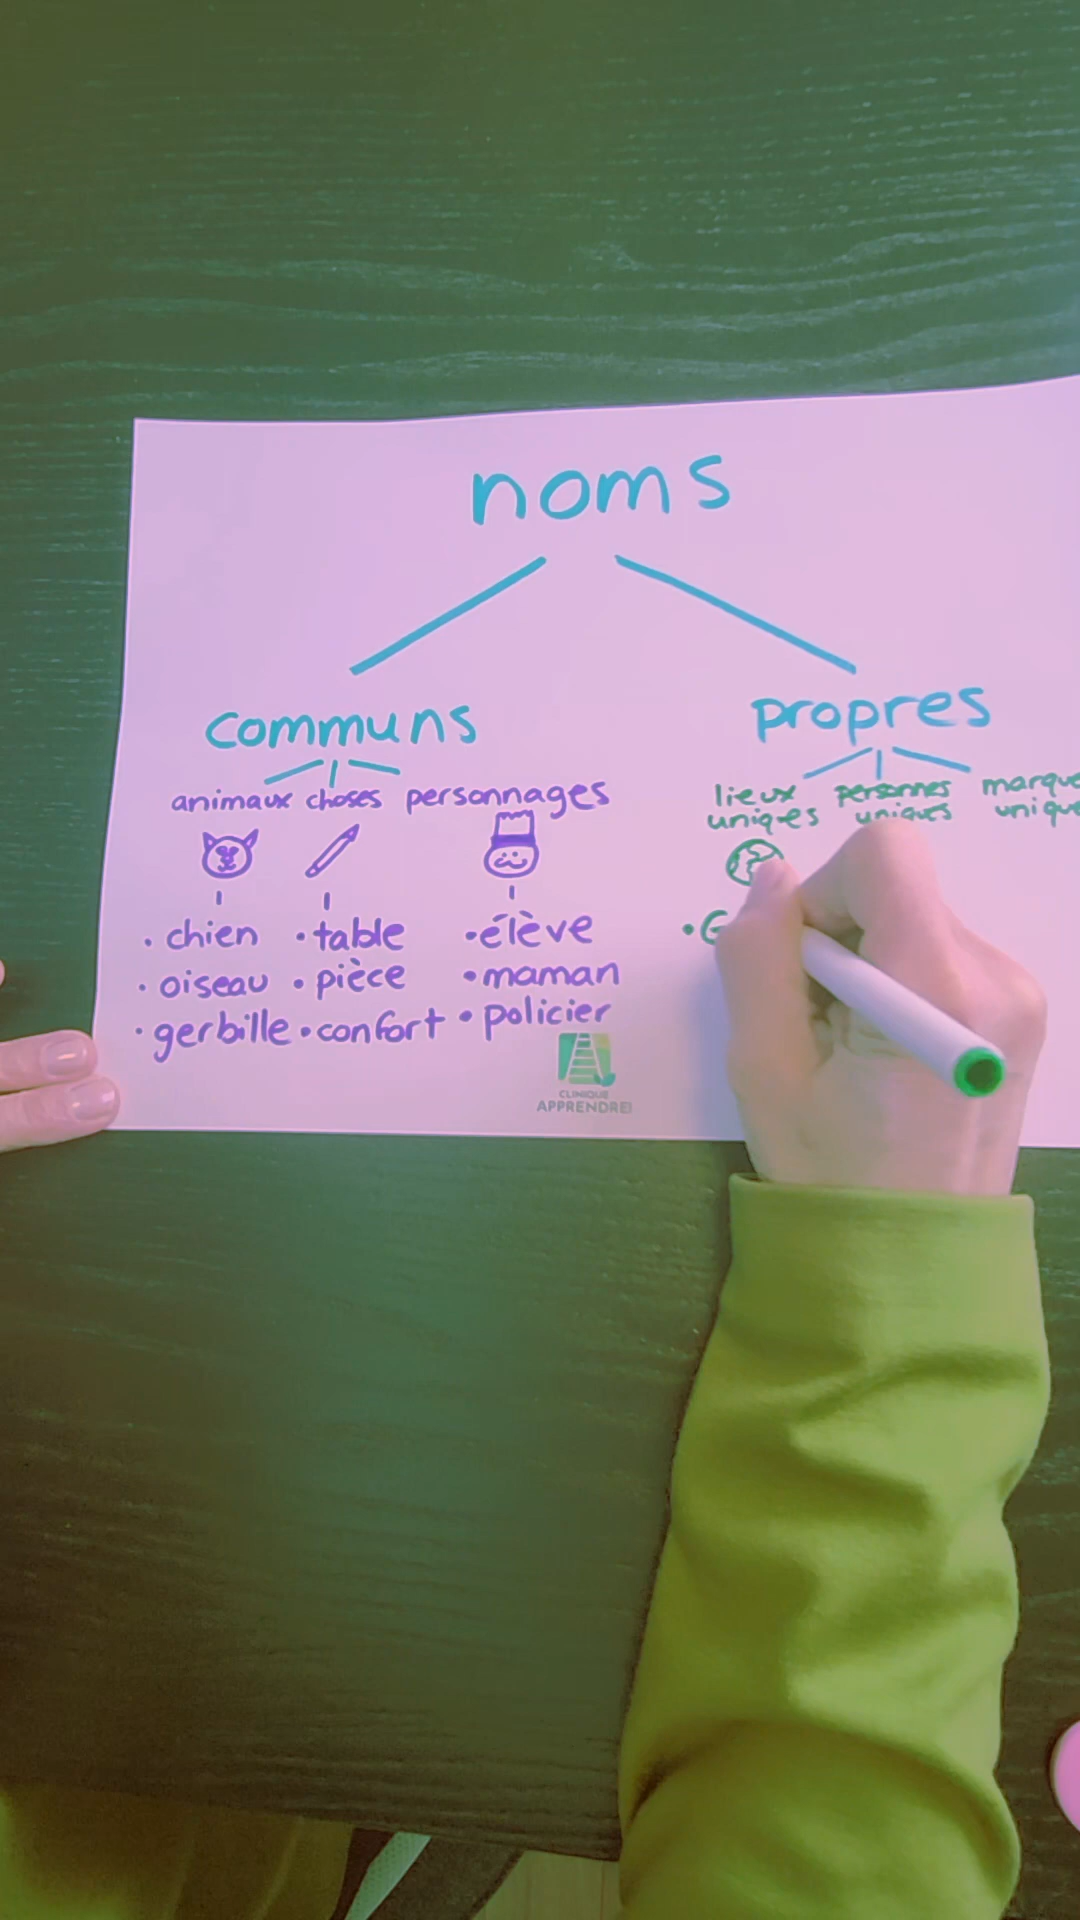 noms
communs
propres
animaux choses personnages
lieux personnes
uniques uniques
• chien • table • élève
• oiseau • pièce • maman
• gerbille • confort • policier
CLINIQUE
APPRENDRE!